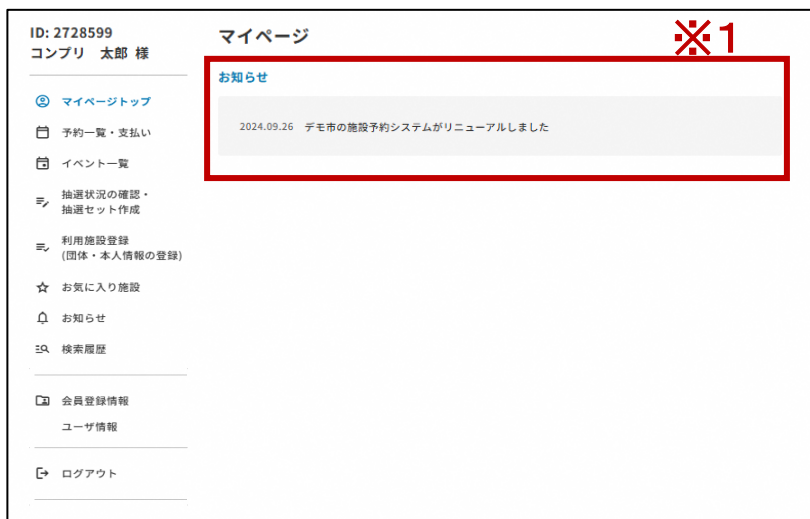 ID: 2728599
コンプリ　太郎 様
マイページトップ
予約一覧・支払い
イベント一覧
抽選状況の確認・
抽選セット作成
利用施設登録
(団体・本人情報の登録)
お気に入り施設
お知らせ
検索履歴
会員登録情報
ユーザ情報
ログアウト
マイページ
※1
お知らせ
2024.09.26　デモ市の施設予約システムがリニューアルしました